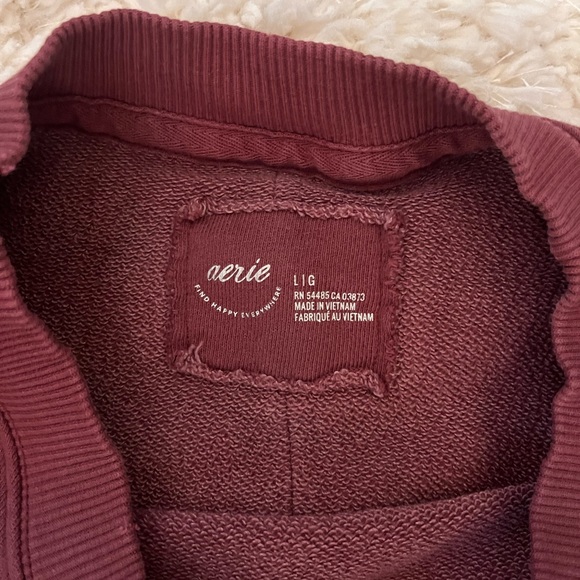 aerie
FIND HAPPY EVERYWHERE
L | G
RN 54485 CA 03873
MADE IN VIETNAM
FABRIQUÉ AU VIETNAM